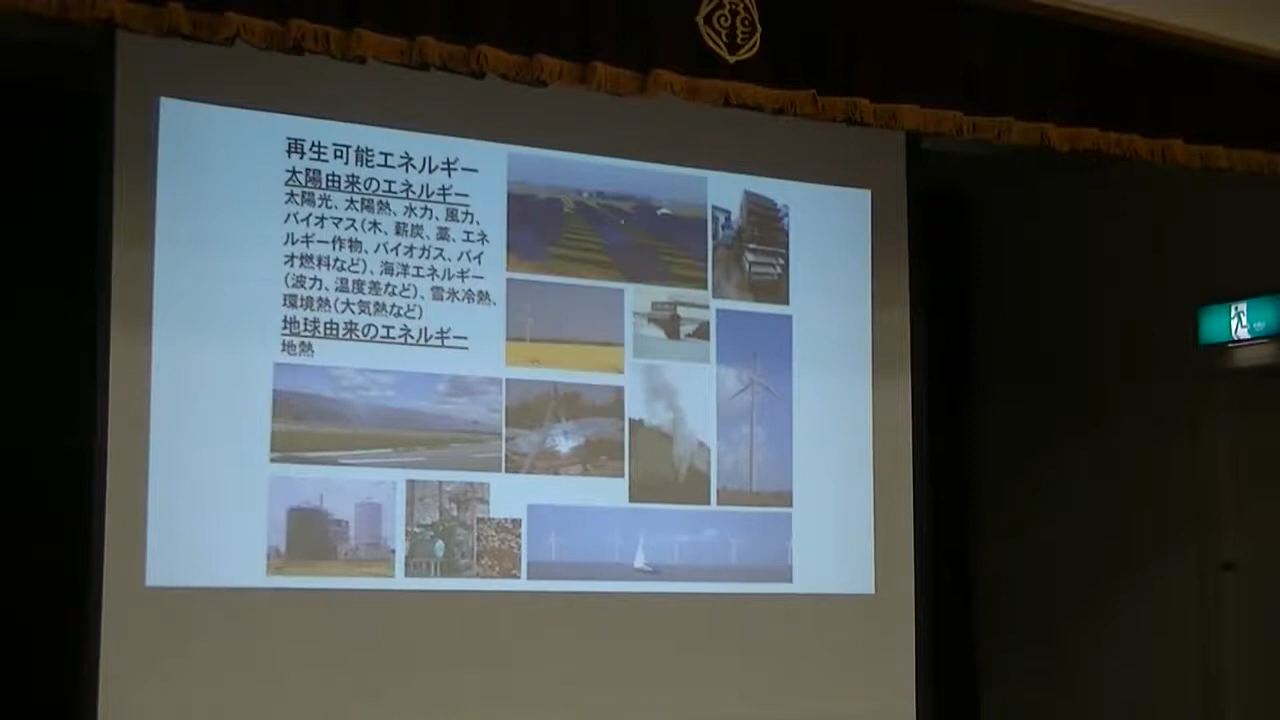 再生可能エネルギー
太陽由来のエネルギー
太陽光、太陽熱、水力、風力、
バイオマス(木、薪炭、藁、エネ
ルギー作物、バイオガス、バイ
オ燃料など)、海洋エネルギー
(波力、温度差など)、雪氷冷熱、
環境熱(大気熱など)
地球由来のエネルギー
地熱